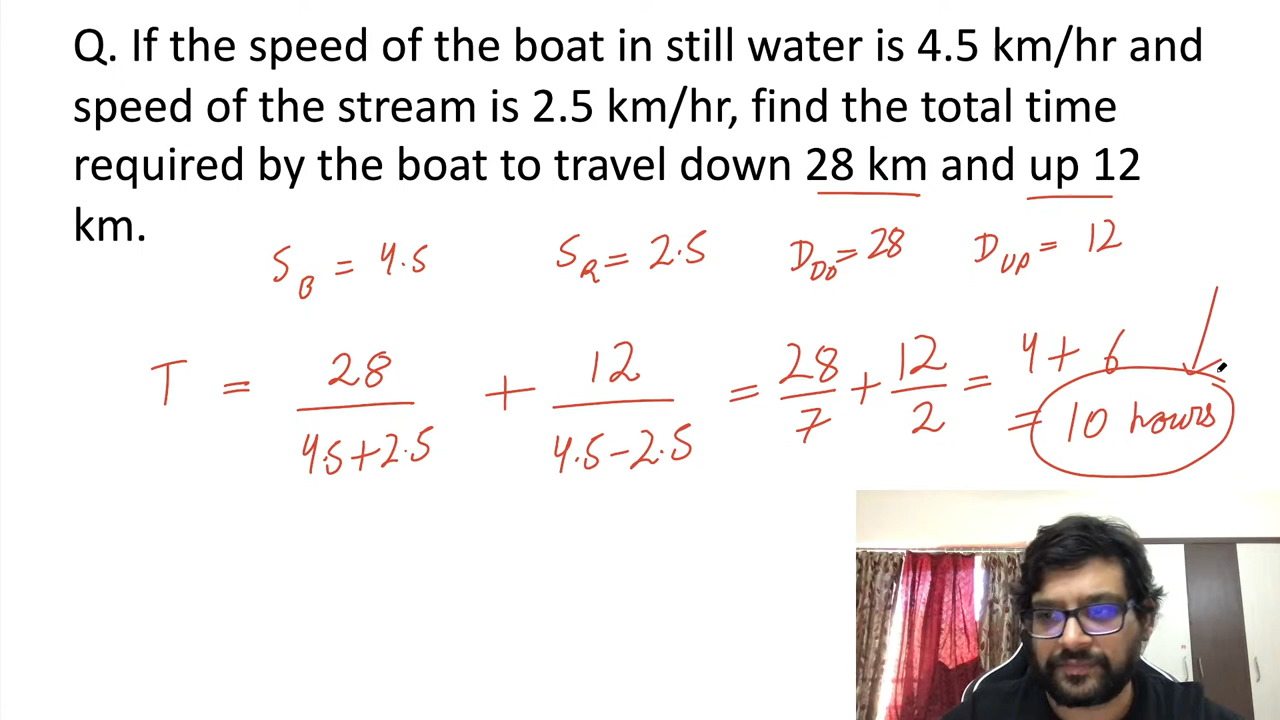 Q. If the speed of the boat in still water is 4.5 km/hr and
speed of the stream is 2.5 km/hr, find the total time
required by the boat to travel down 28 km and up 12
km.
S_B = 4.5 S_R = 2.5 D_DO = 28 D_UP = 12
T = 28/(4.5+2.5) + 12/(4.5-2.5) = 28/7 + 12/2 = 4+6
= 10 hours